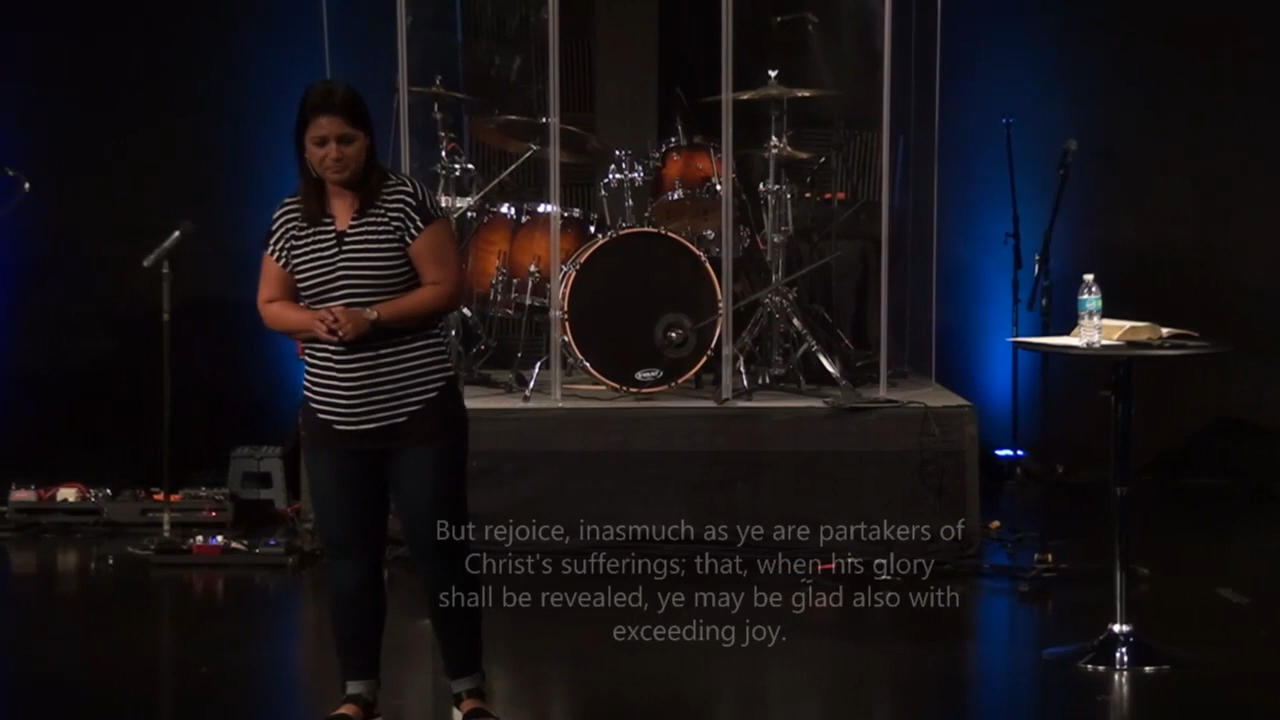 But rejoice, inasmuch as ye are partakers of
Christ's sufferings; that, when his glory
shall be revealed, ye may be glad also with
exceeding joy.
EVANS